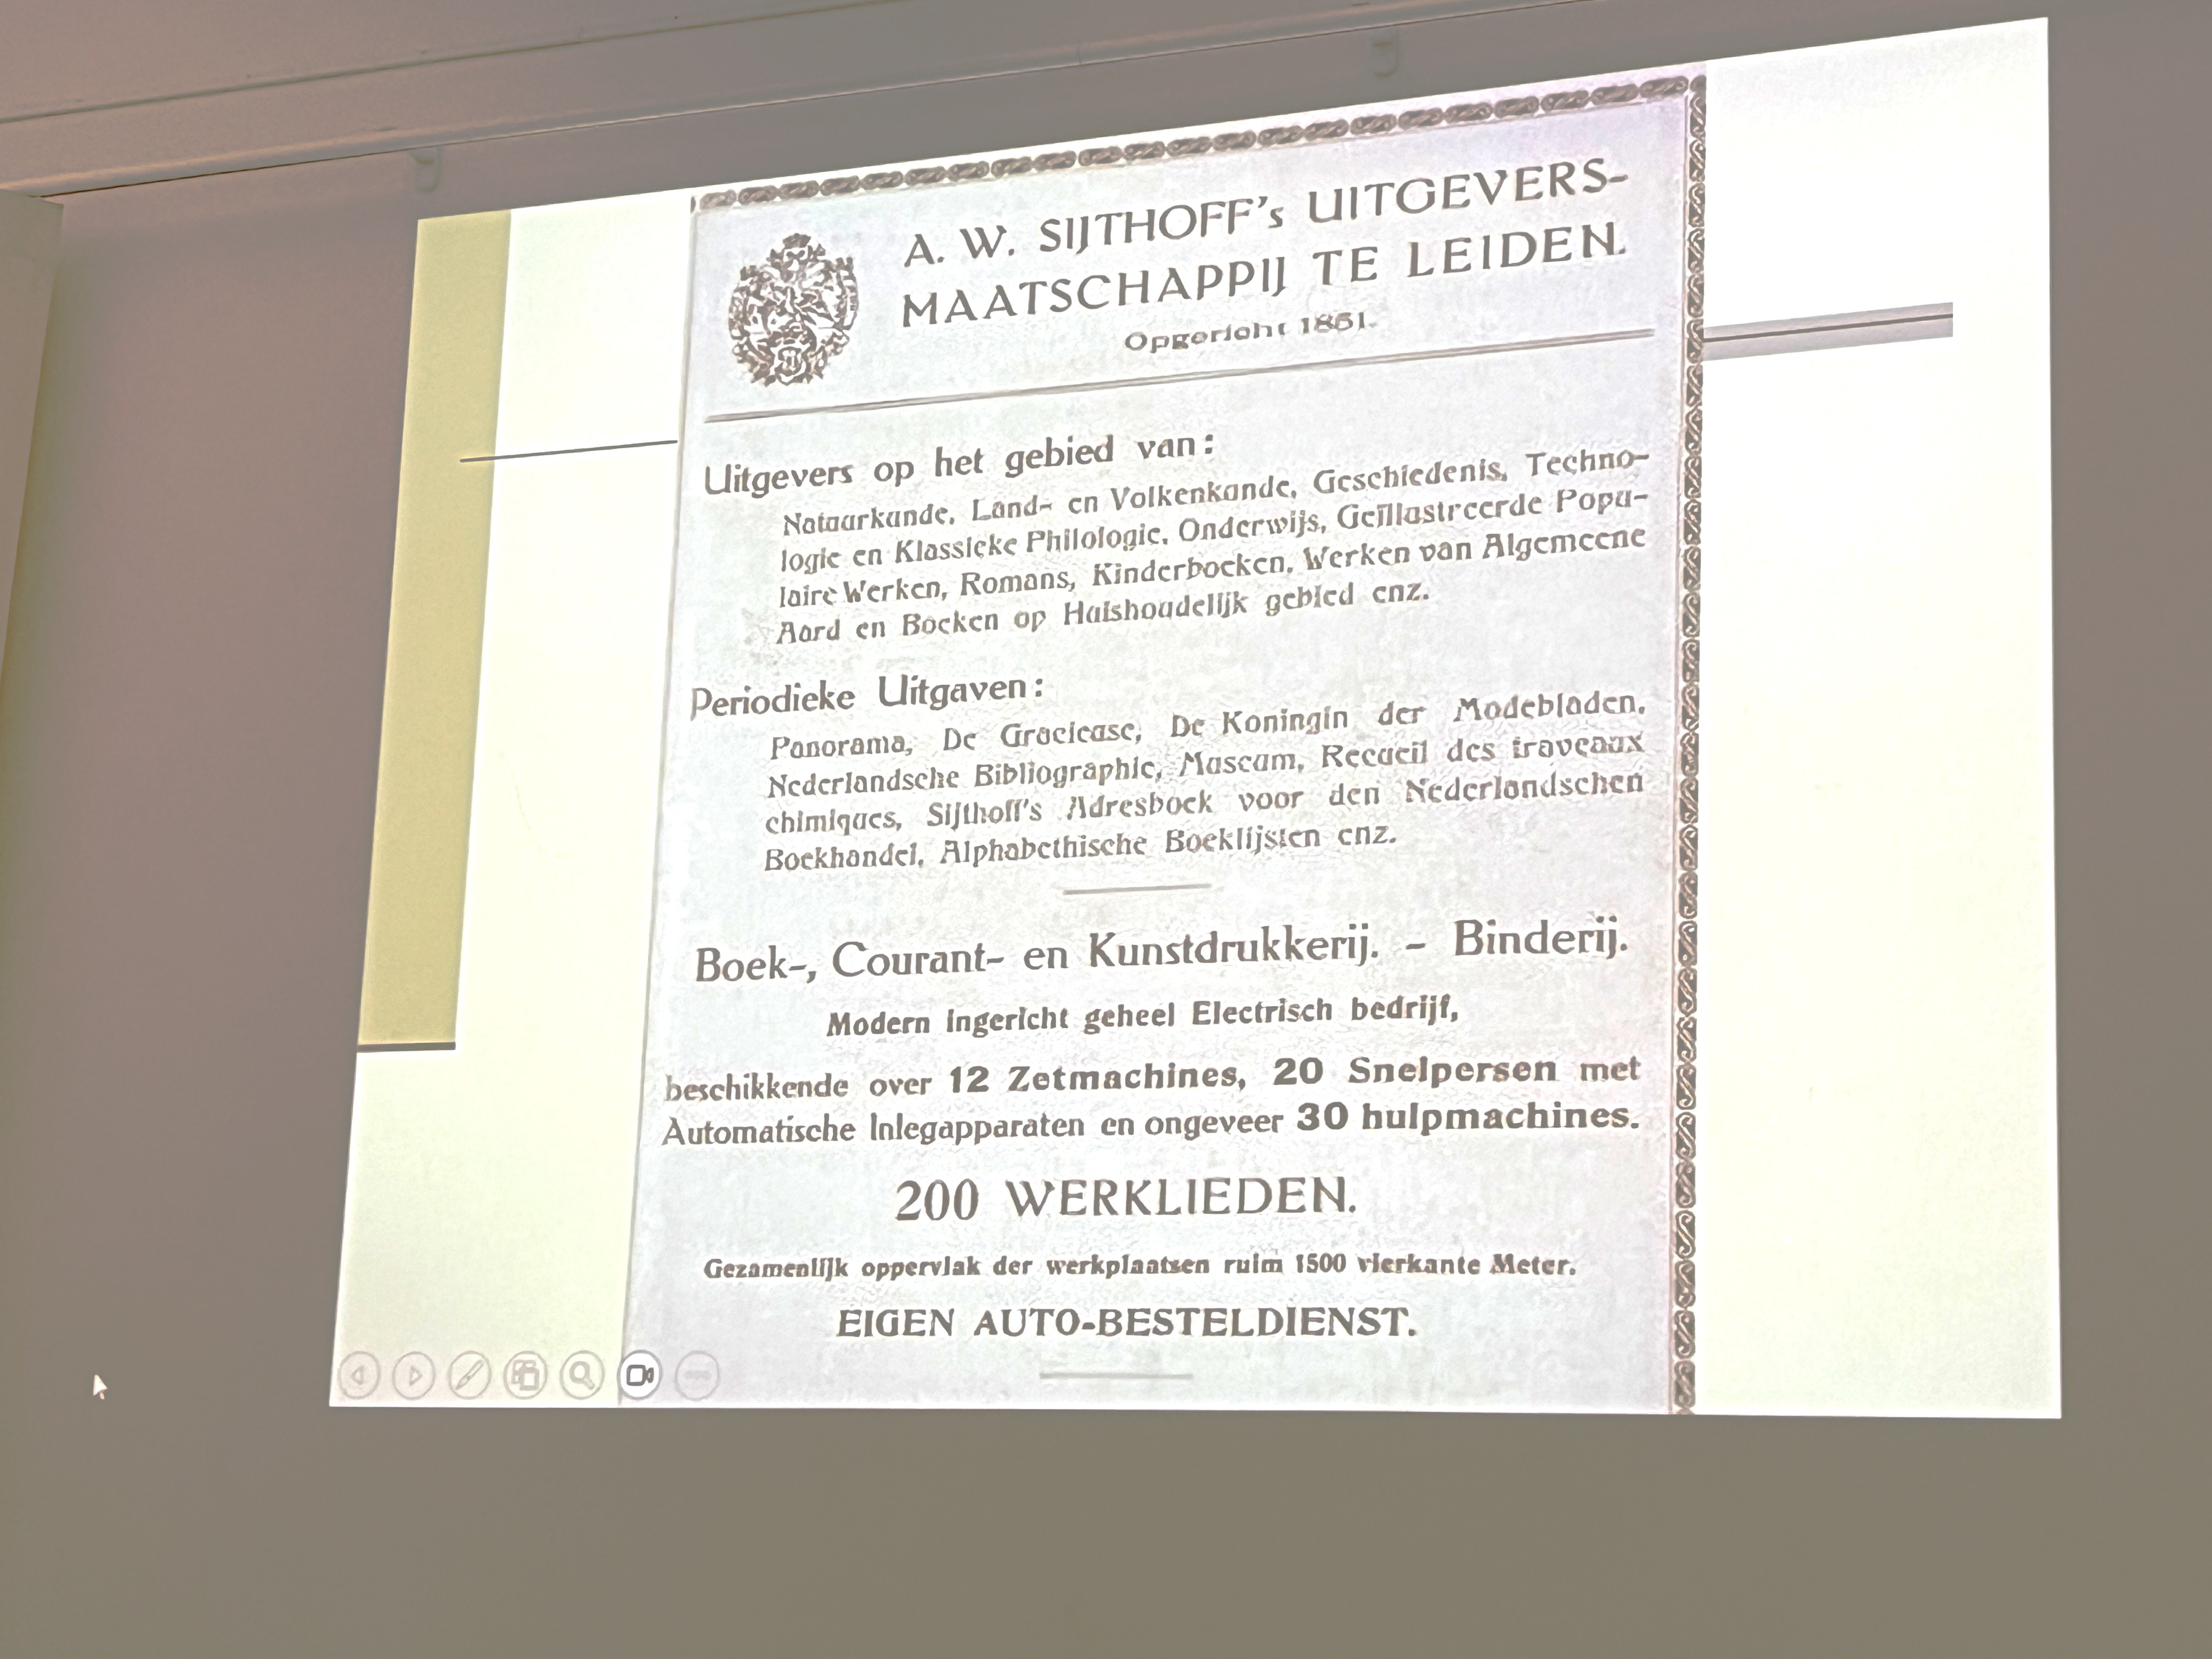 A. W. SIJTHOFF's UITGEVERS-
MAATSCHAPPIJ TE LEIDEN.
Opgericht 1851.
Uitgevers op het gebied van:
Natuurkunde, Land- en Volkenkunde, Geschiedenis, Techno-
logie en Klassieke Philologie, Onderwijs, Geïllustreerde Popu-
laire Werken, Romans, Kinderboeken, Werken van Algemeene
Aard en Boeken op Huishoudelijk gebied enz.
Periodieke Uitgaven:
Panorama, De Gracieuse, De Koningin der Modebladen,
Nederlandsche Bibliographie, Museum, Recueil des traveaux
chimiques, Sijthoff's Adresboek voor den Nederlandschen
Boekhandel, Alphabethische Boeklijsten enz.
Boek-, Courant- en Kunstdrukkerij. - Binderij.
Modern ingericht geheel Electrisch bedrijf,
beschikkende over 12 Zetmachines, 20 Snelpersen met
Automatische Inlegapparaten en ongeveer 30 hulpmachines.
200 WERKLIEDEN.
Gezamenlijk oppervlak der werkplaatsen ruim 1500 vierkante Meter.
EIGEN AUTO-BESTELDIENST.